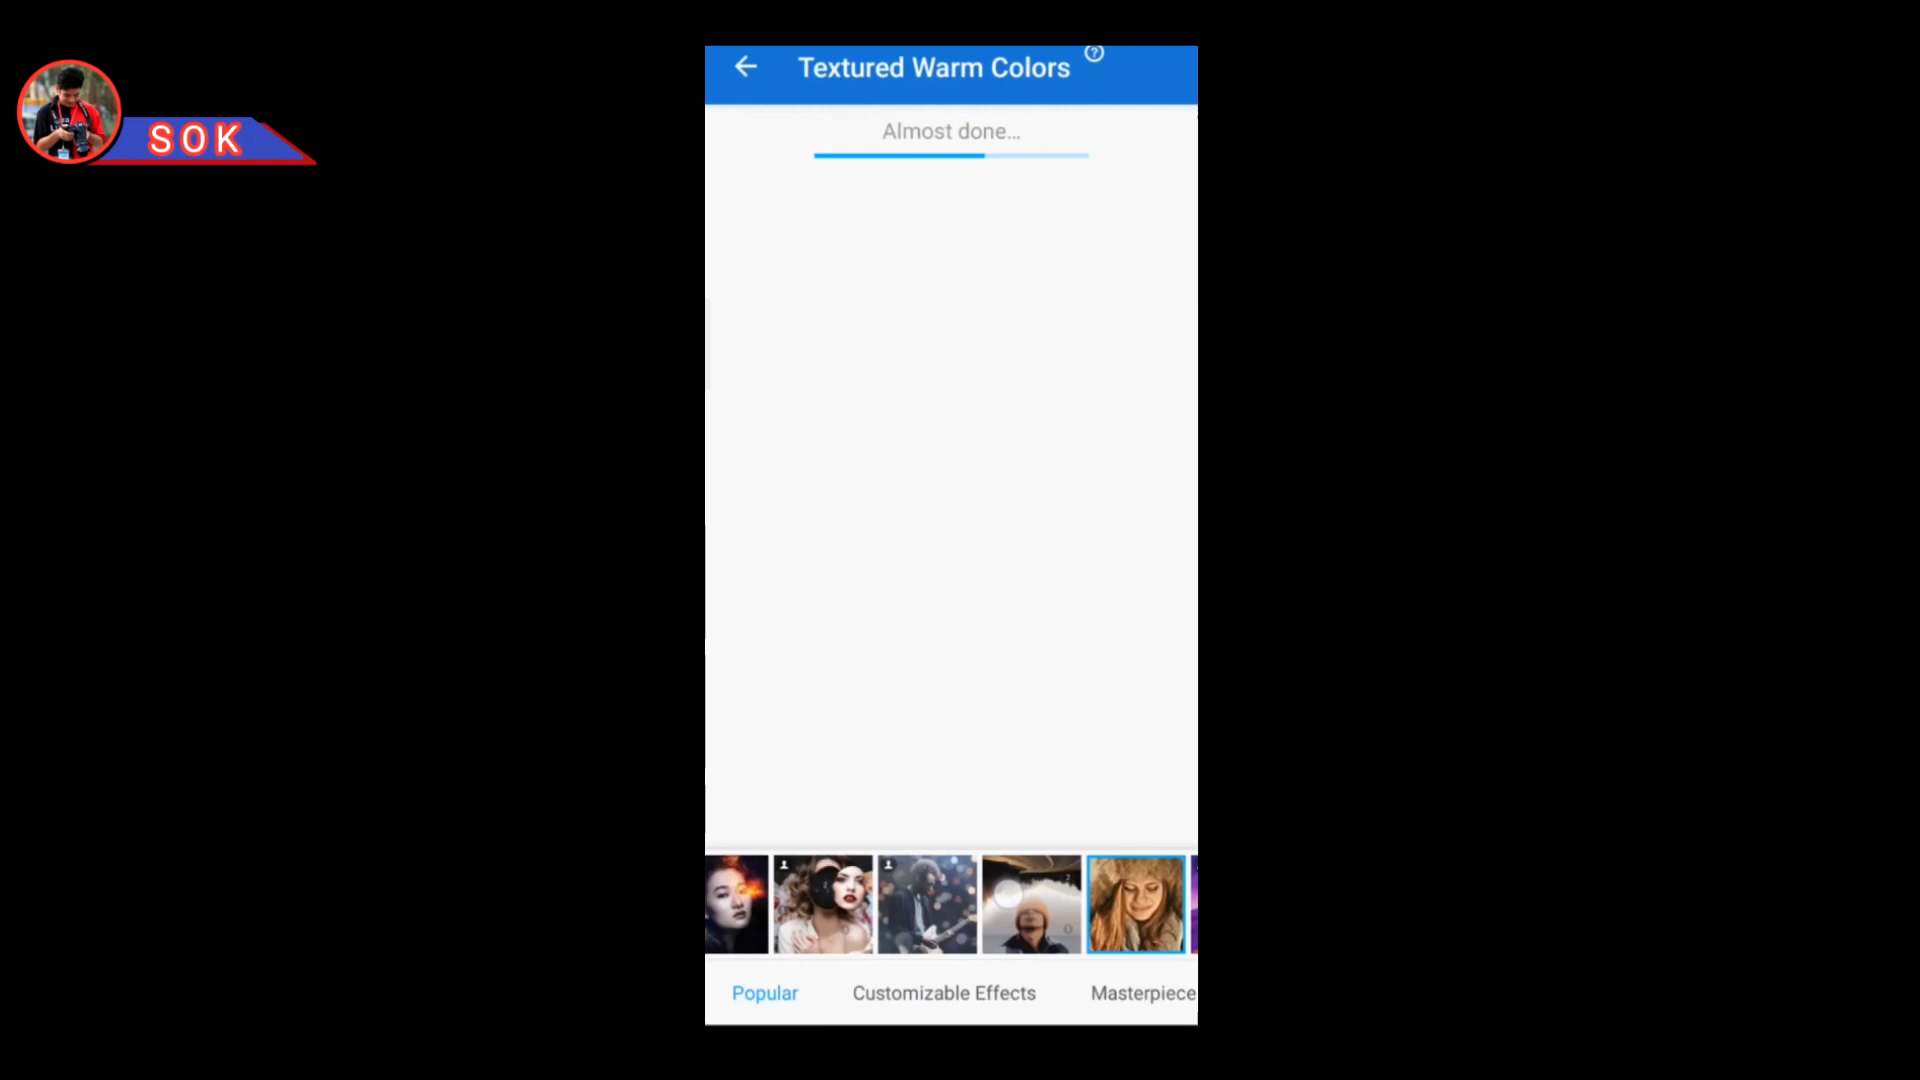 Textured Warm Colors
SOK
Almost done...
Popular
Customizable Effects
Masterpiece